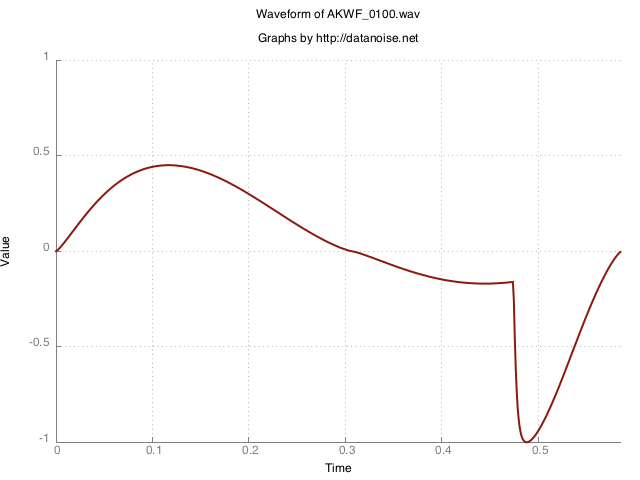 Waveform of AKWF_0100.wav
Graphs by http://datanoise.net
1
0.5
0
-0.5
-1
Value
0 0.1 0.2 0.3 0.4 0.5
Time